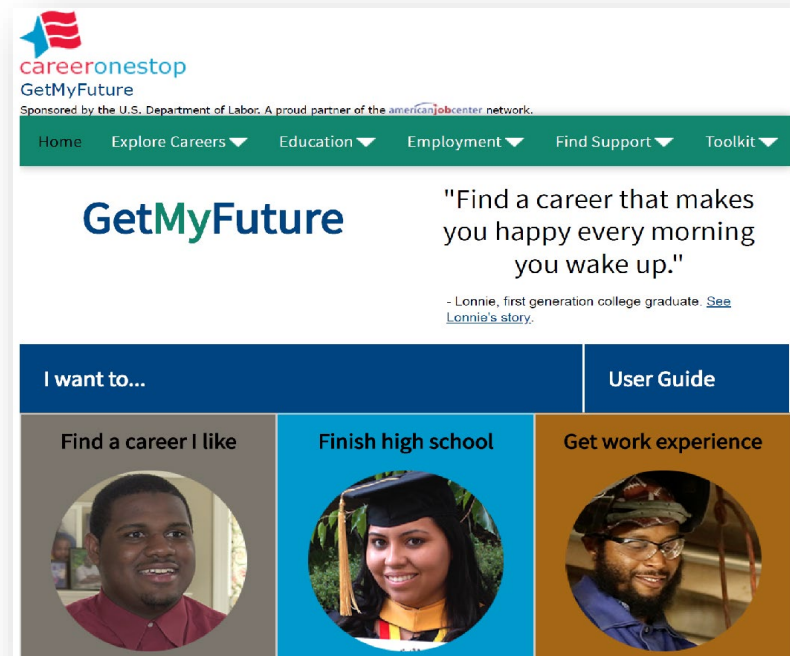 careeronestop
GetMyFuture
Sponsored by the U.S. Department of Labor. A proud partner of the americanjobcenter network.
Home Explore Careers Education Employment Find Support Toolkit
GetMyFuture
"Find a career that makes
you happy every morning
you wake up."
- Lonnie, first generation college graduate. See
Lonnie's story.
I want to...
User Guide
Find a career I like
Finish high school
Get work experience